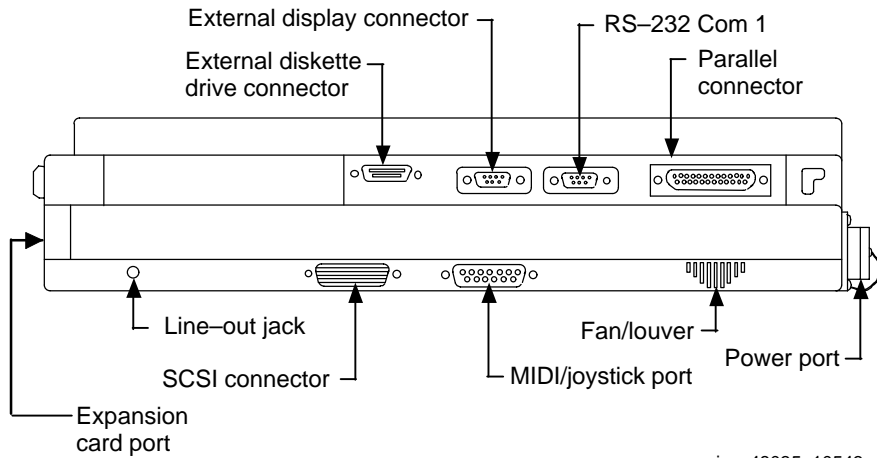 External display connector
RS–232 Com 1
External diskette
drive connector
Parallel
connector
Line–out jack
Fan/louver
Power port
SCSI connector
MIDI/joystick port
Expansion
card port